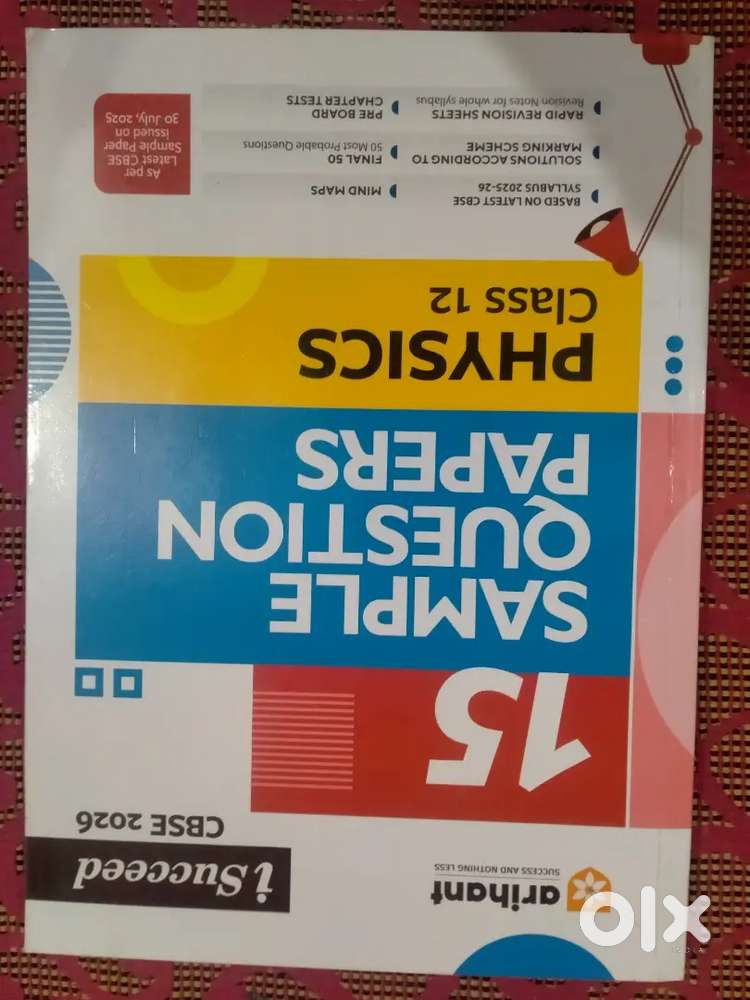 arihant
SUCCESS AND NOTHING LESS
i Succeed
CBSE 2026
15
SAMPLE
QUESTION
PAPERS
PHYSICS
Class 12
BASED ON LATEST CBSE
SYLLABUS 2025-26
MIND MAPS
SOLUTIONS ACCORDING TO
MARKING SCHEME
FINAL 50
50 Most Probable Questions
RAPID REVISION SHEETS
Revision Notes for whole syllabus
PRE BOARD
CHAPTER TESTS
As per
Latest CBSE
Sample Paper
issued on
30 July, 2025
olx
INDIA